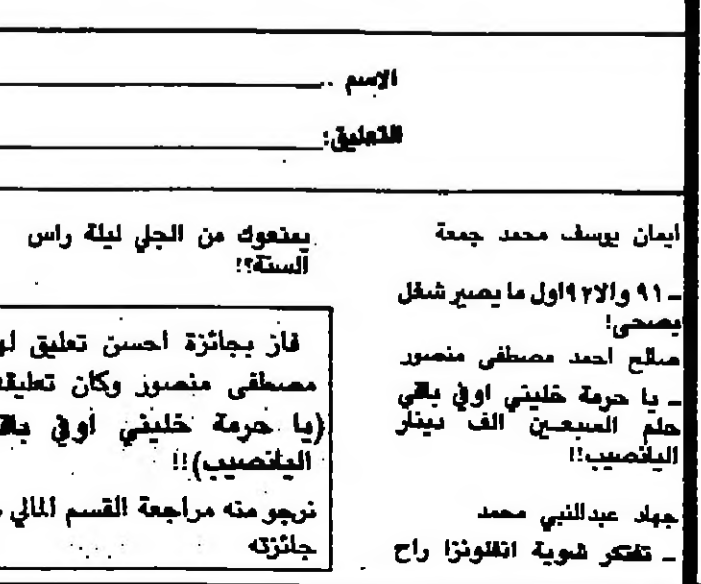 الإسم ..
التعليق:
ايمان يوسف محمد جمعة
ـ ٩١ والا ٩٢ اول ما يصير شغل
يصحى!
صالح احمد مصطفى منصور
ـ يا حرمة خليني اوفي باقي
حلم السبعين الف دينار
اليانصيب!!
جهاد عبدالنبي محمد
ـ تفتكر شوية انفلونزا راح
يمنعوك من الجلي ليلة راس
السنة؟!
فاز بجائزة احسن تعليق
مصطفى منصور وكان تعليقه
(يا حرمة خليني اوفي
اليانصيب)!!
نرجو منه مراجعة القسم المالي
جائزته